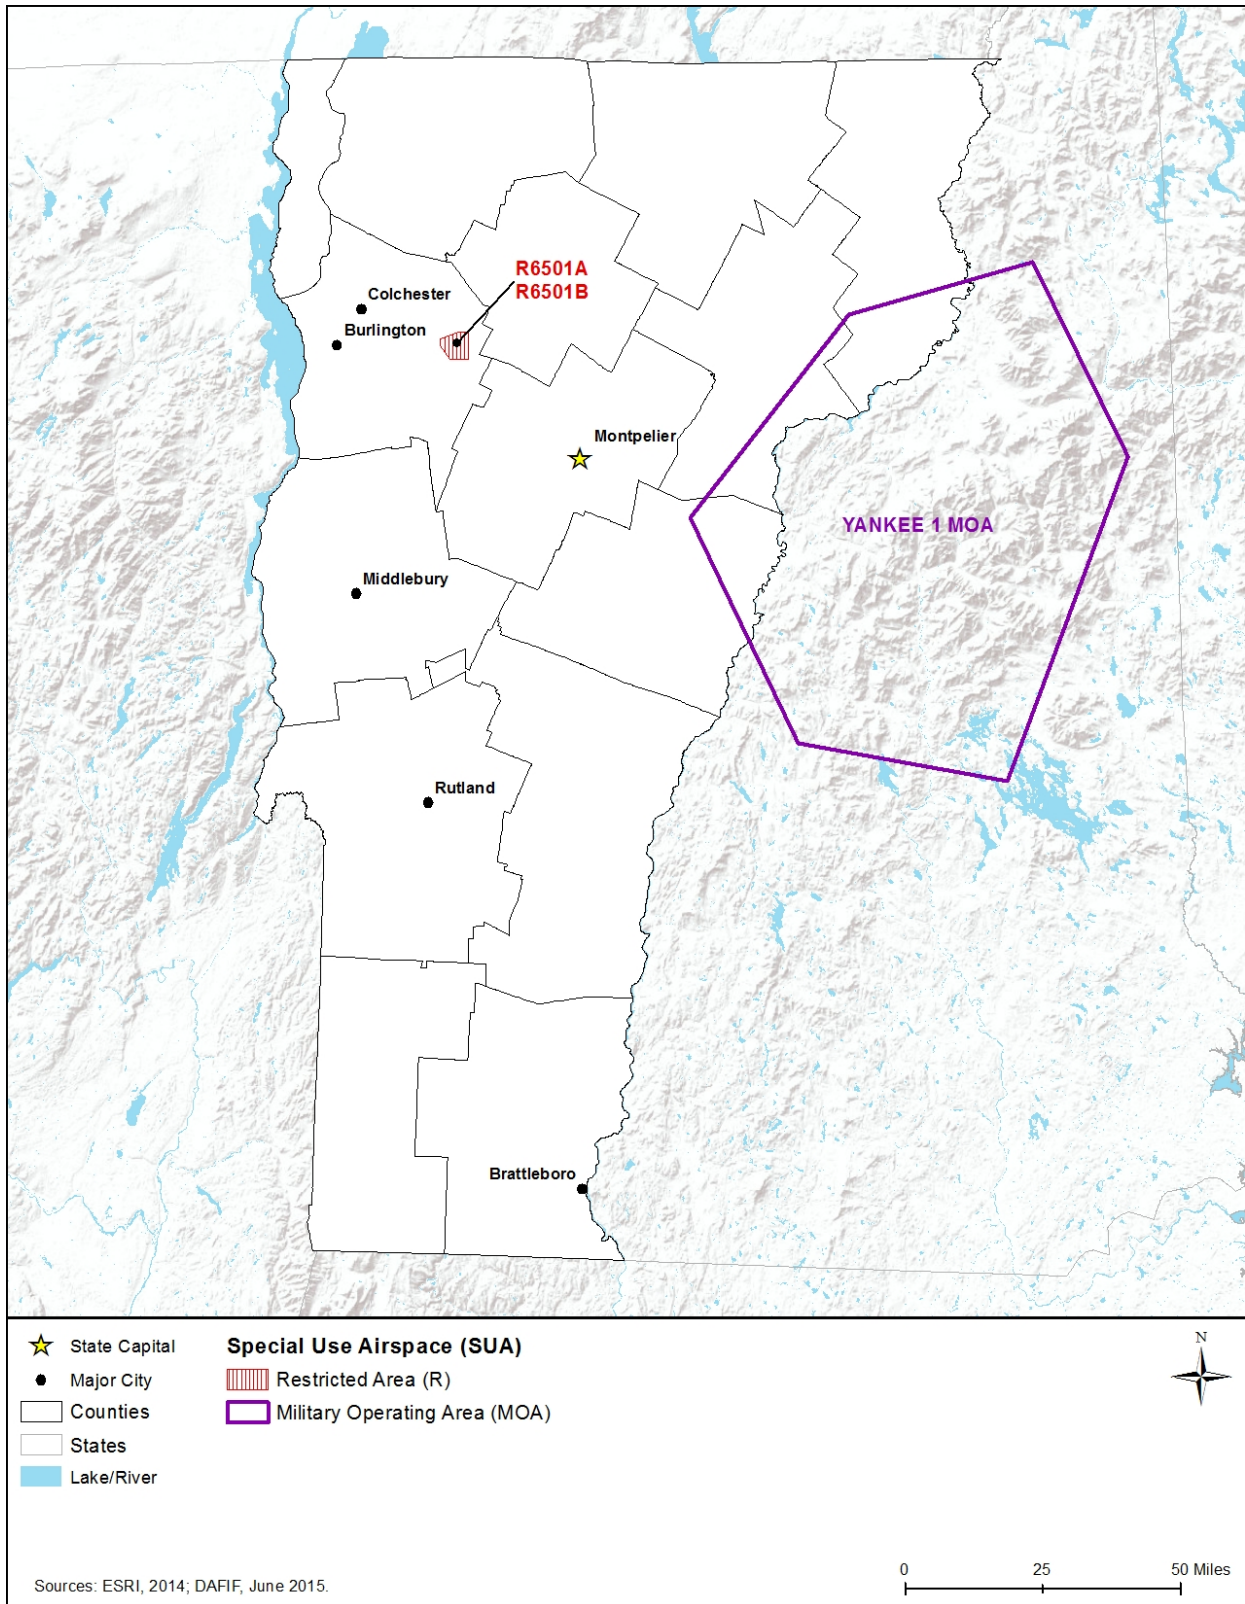 R6501A
R6501B
Colchester
Burlington
Montpelier
YANKEE 1 MOA
Middlebury
Rutland
Brattleboro
State Capital
Major City
Counties
States
Lake/River
Special Use Airspace (SUA)
Restricted Area (R)
Military Operating Area (MOA)
N
0 25 50 Miles
Sources: ESRI, 2014; DAFIF, June 2015.